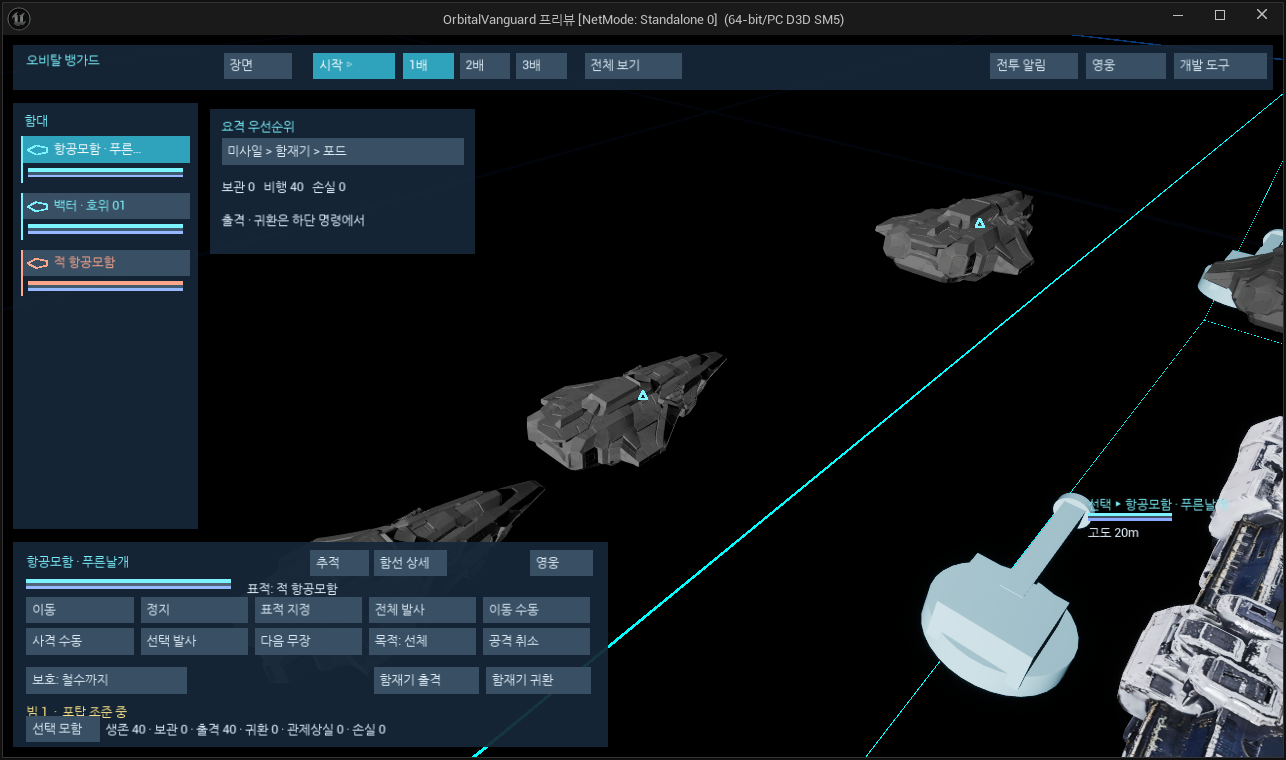 OrbitalVanguard 프리뷰 [NetMode: Standalone 0] (64-bit/PC D3D SM5)
오비탈 뱅가드 장면 시작 1배 2배 3배 전체 보기 전투 알림 영웅 개발 도구
함대
항공모함 · 푸른...
벡터 · 호위 01
적 항공모함
요격 우선순위
미사일 > 함재기 > 포드
보관 0 비행 40 손실 0
출격 · 귀환은 하단 명령에서
선택 ▸ 항공모함 · 푸른날개
고도 20m
항공모함 · 푸른날개 추적 함선 상세 영웅
표적: 적 항공모함
이동 정지 표적 지정 전체 발사 이동 수동
사격 수동 선택 발사 다음 무장 목적: 선체 공격 취소
보호: 철수까지 함재기 출격 함재기 귀환
빔 1 · 포탑 조준 중
선택 모함 생존 40 · 보관 0 · 출격 40 · 귀환 0 · 관제상실 0 · 손실 0